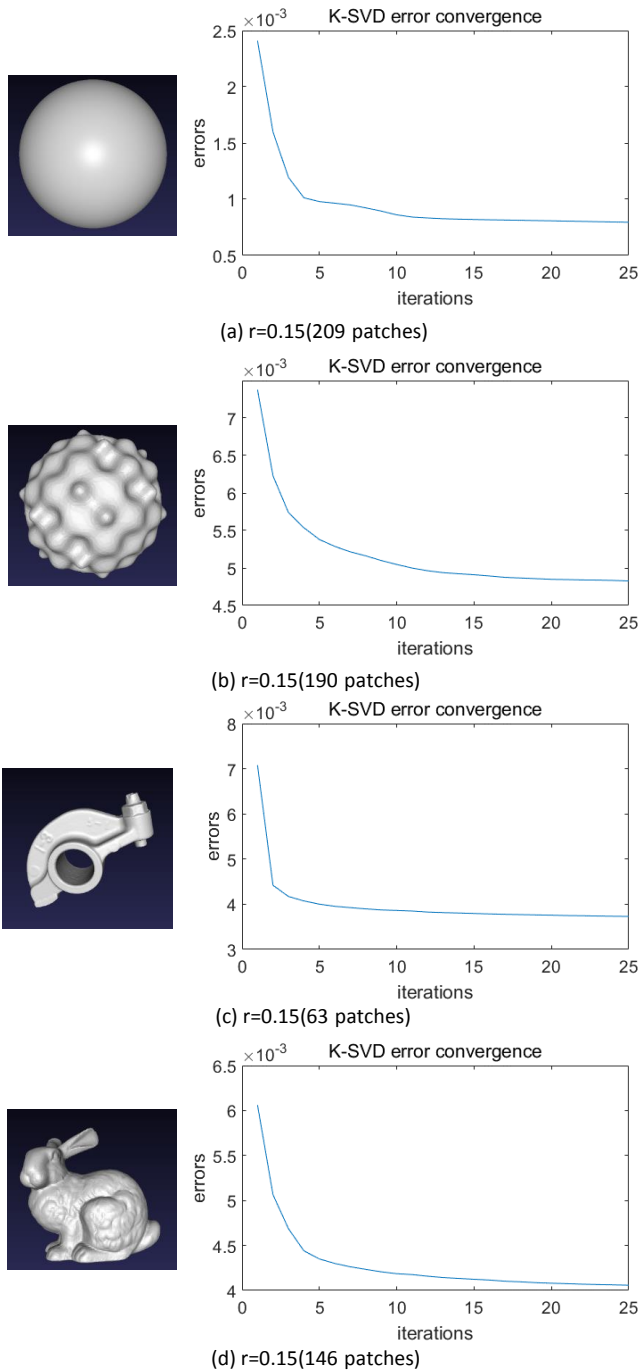 K-SVD error convergence
×10-3
2.5
2
1.5
1
0.5
errors
0 5 10 15 20 25
iterations
(a) r=0.15(209 patches)
K-SVD error convergence
×10-3
7
6.5
6
5.5
5
4.5
errors
0 5 10 15 20 25
iterations
(b) r=0.15(190 patches)
K-SVD error convergence
×10-3
8
7
6
5
4
3
errors
0 5 10 15 20 25
iterations
(c) r=0.15(63 patches)
K-SVD error convergence
×10-3
6.5
6
5.5
5
4.5
4
errors
0 5 10 15 20 25
iterations
(d) r=0.15(146 patches)